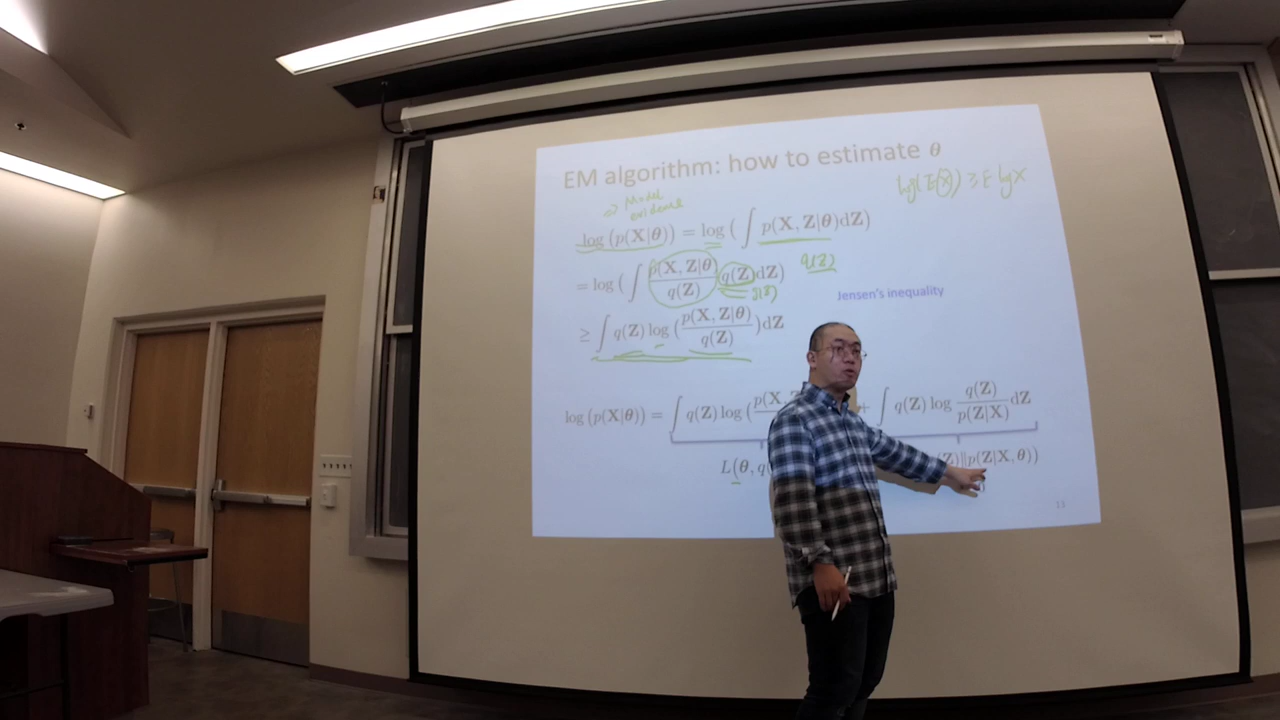 EM algorithm: how to estimate θ
log(E(X)) ≥ E log X
Model
evidence
log (p(X|θ)) = log ( ∫ p(X, Z|θ)dZ)
= log ( ∫ p(X, Z|θ) / q(Z) q(Z)dZ)
q(Z)
Jensen's inequality
≥ ∫ q(Z) log ( p(X, Z|θ) / q(Z) )dZ
log (p(X|θ)) = ∫ q(Z) log ( p(X, Z + ∫ q(Z) log q(Z) / p(Z|X) dZ
L(θ, q( (Z)||p(Z|X, θ))
13